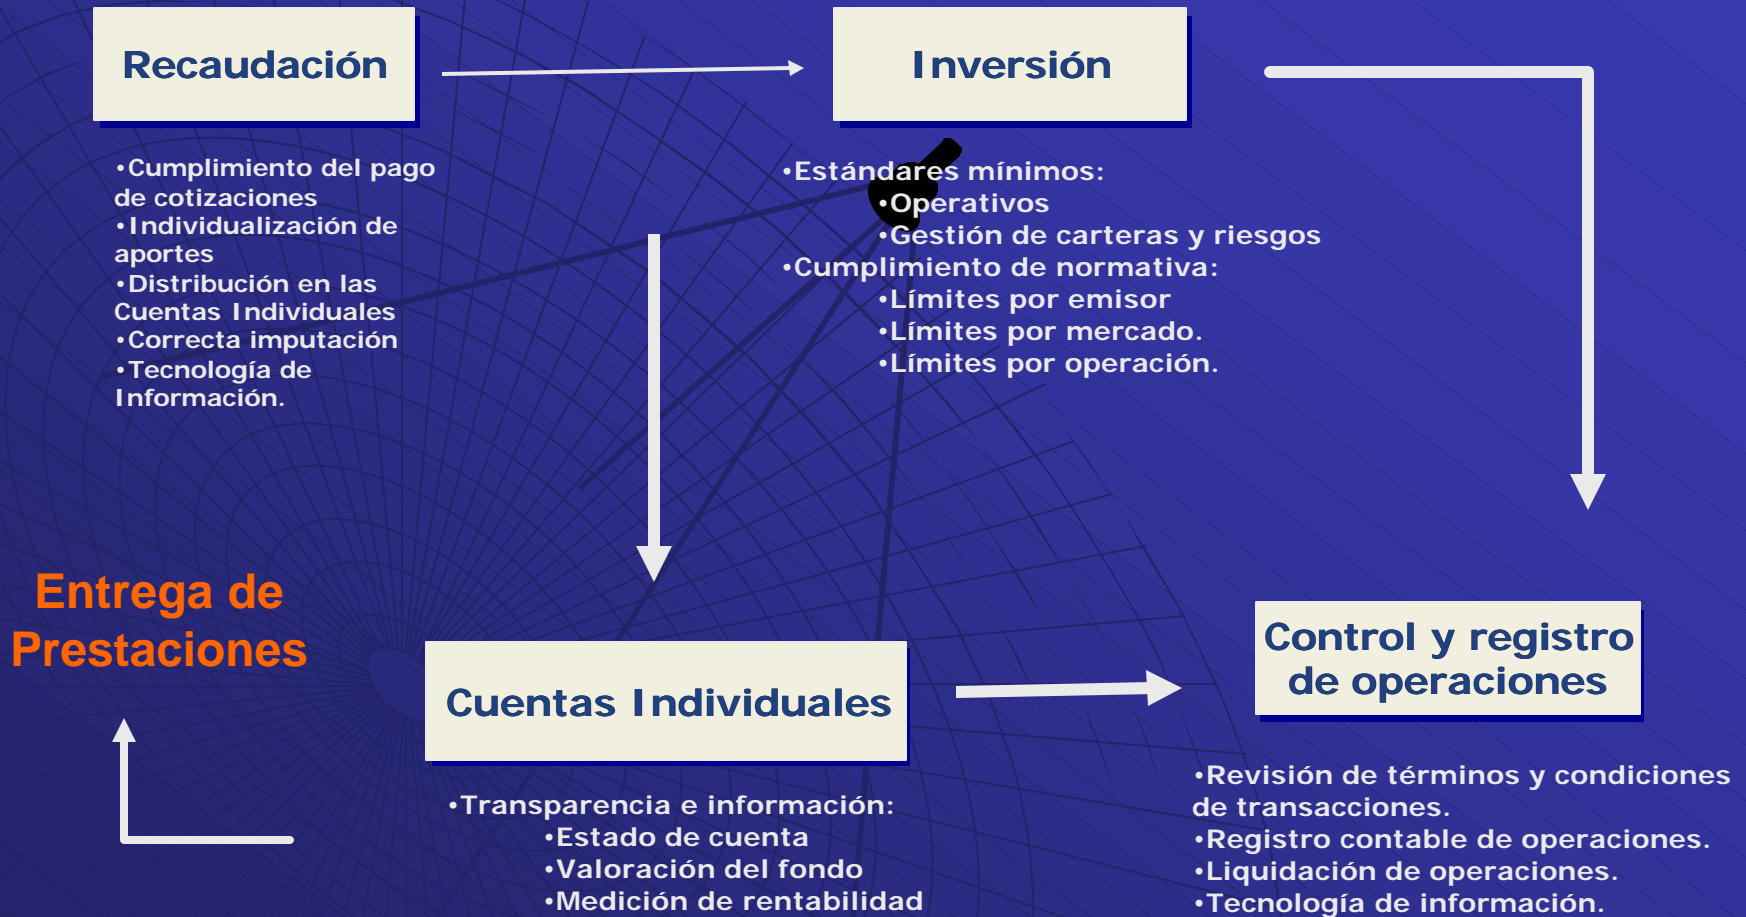 Recaudación
•Cumplimiento del pago
de cotizaciones
•Individualización de
aportes
•Distribución en las
Cuentas Individuales
•Correcta imputación
•Tecnología de
Información.
Inversión
•Estándares mínimos:
•Operativos
•Gestión de carteras y riesgos
•Cumplimiento de normativa:
•Límites por emisor
•Límites por mercado.
•Límites por operación.
Entrega de
Prestaciones
Cuentas Individuales
•Transparencia e información:
•Estado de cuenta
•Valoración del fondo
•Medición de rentabilidad
Control y registro
de operaciones
•Revisión de términos y condiciones
de transacciones.
•Registro contable de operaciones.
•Liquidación de operaciones.
•Tecnología de información.